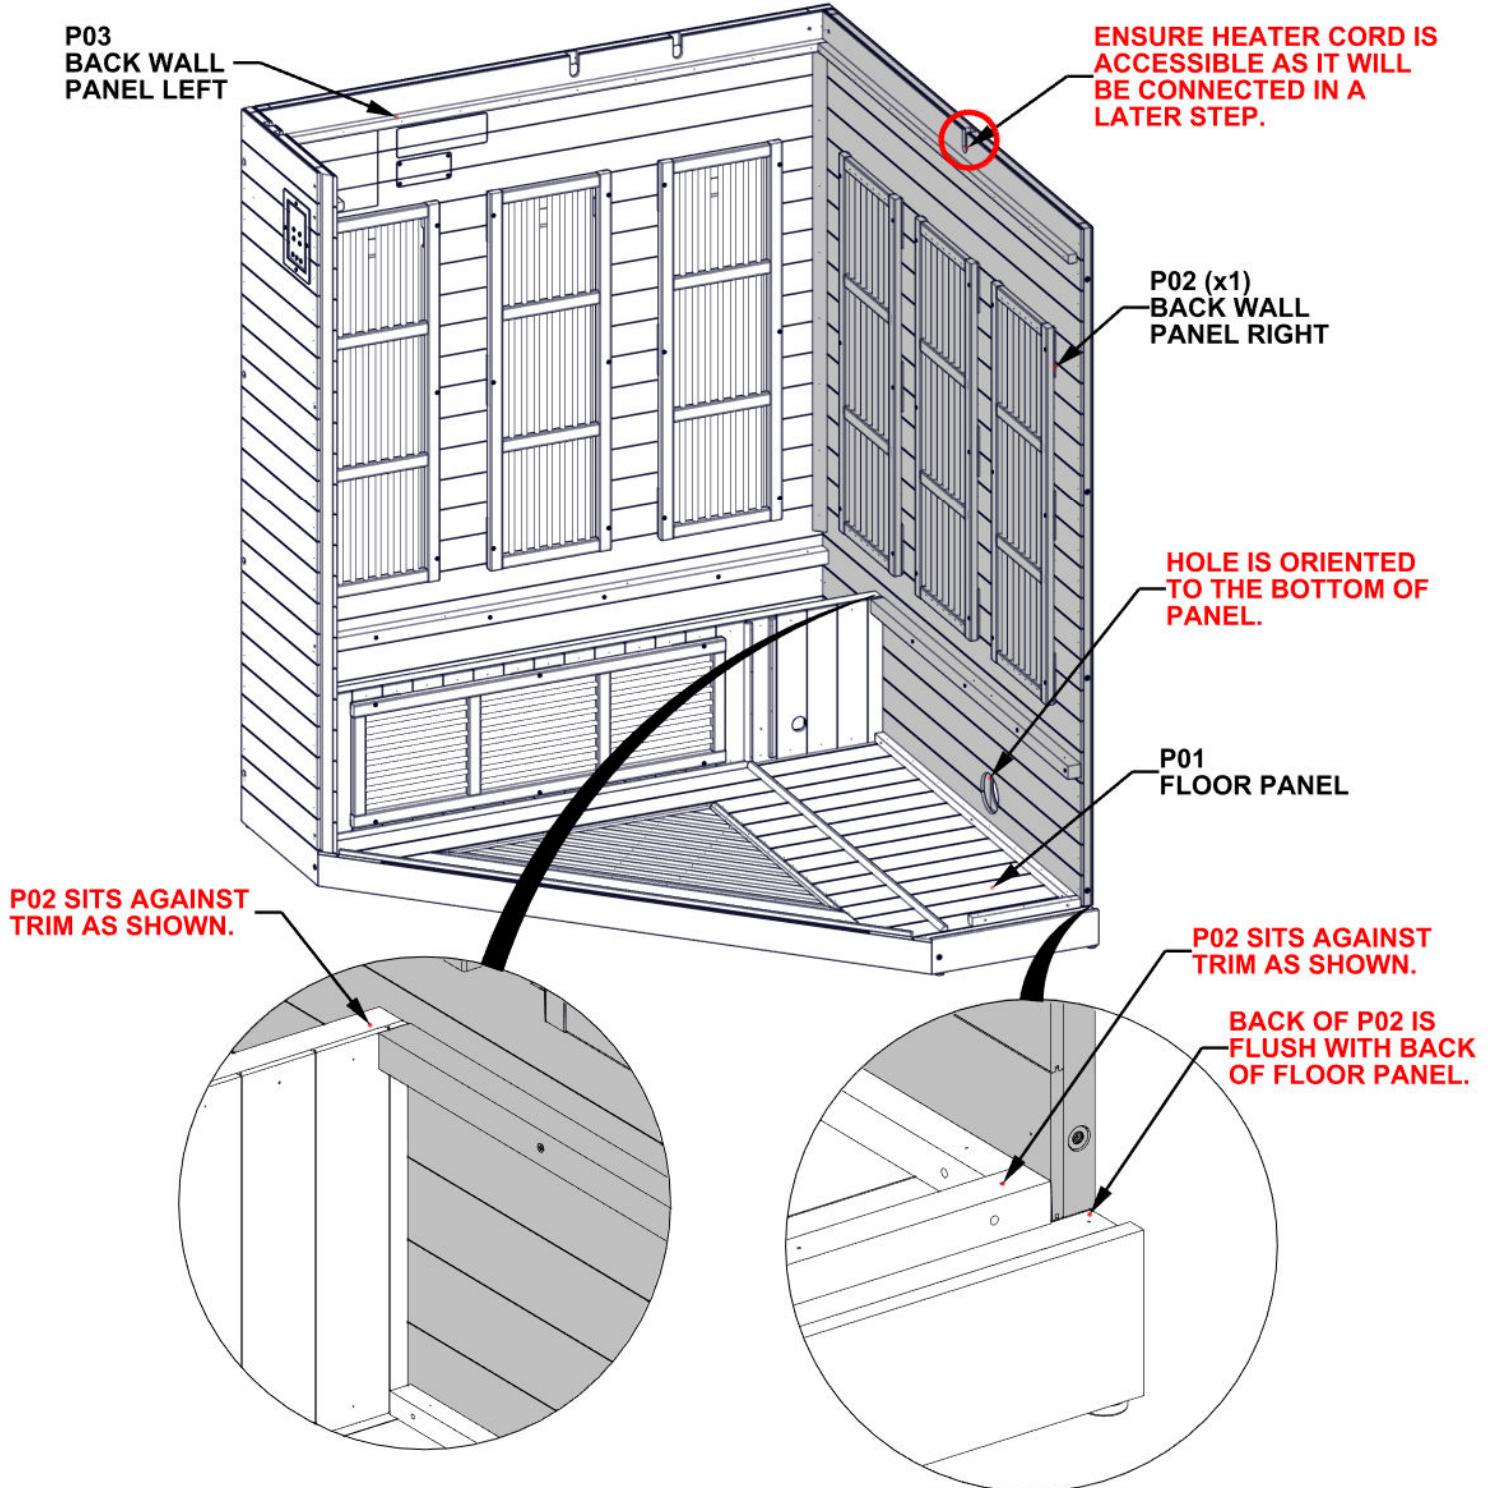 P03
BACK WALL
PANEL LEFT
ENSURE HEATER CORD IS
ACCESSIBLE AS IT WILL
BE CONNECTED IN A
LATER STEP.
P02 (x1)
BACK WALL
PANEL RIGHT
HOLE IS ORIENTED
TO THE BOTTOM OF
PANEL.
P01
FLOOR PANEL
P02 SITS AGAINST
TRIM AS SHOWN.
P02 SITS AGAINST
TRIM AS SHOWN.
BACK OF P02 IS
FLUSH WITH BACK
OF FLOOR PANEL.